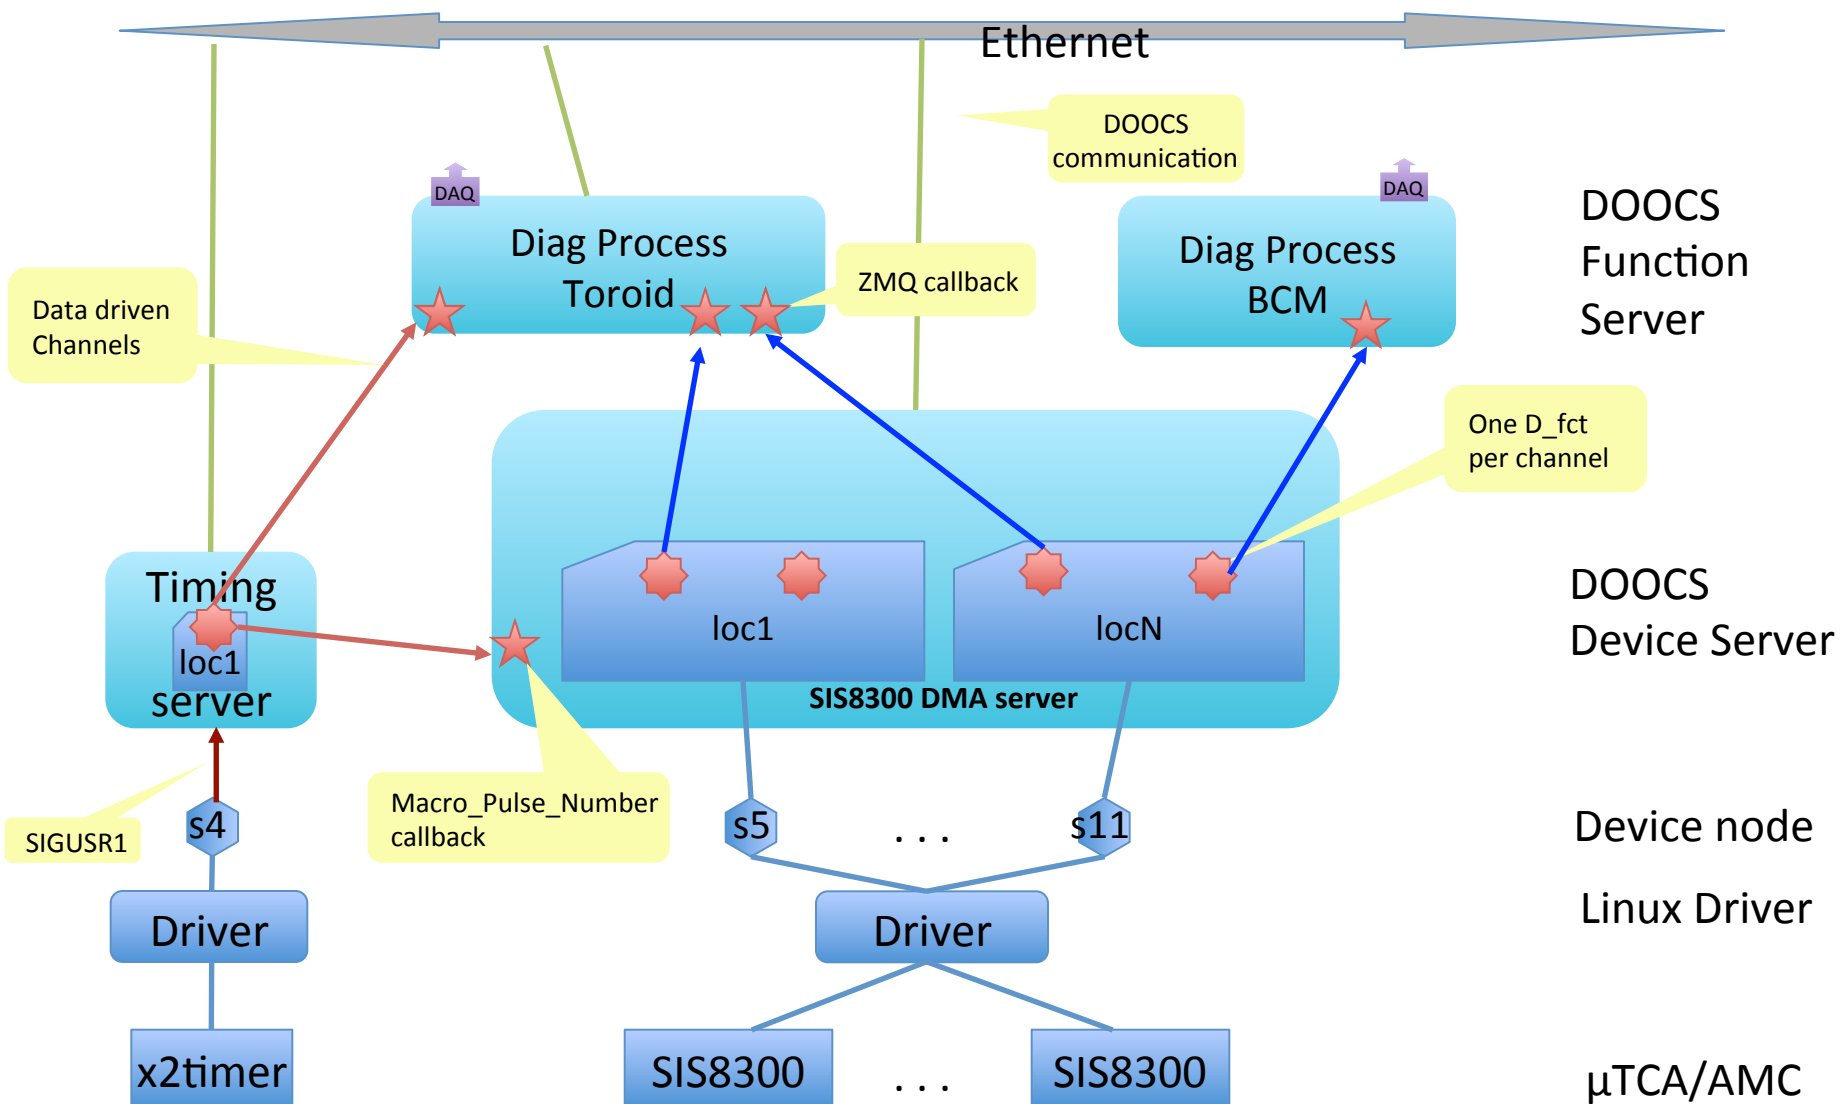 Ethernet
DOOCS
communication
DAQ
DAQ
Diag Process
Toroid
ZMQ callback
Diag Process
BCM
DOOCS
Function
Server
Data driven
Channels
One D_fct
per channel
Timing
loc1
server
loc1
locN
SIS8300 DMA server
DOOCS
Device Server
Macro_Pulse_Number
callback
SIGUSR1
s4
s5
. . .
s11
Device node
Driver
Driver
Linux Driver
x2timer
SIS8300
. . .
SIS8300
µTCA/AMC